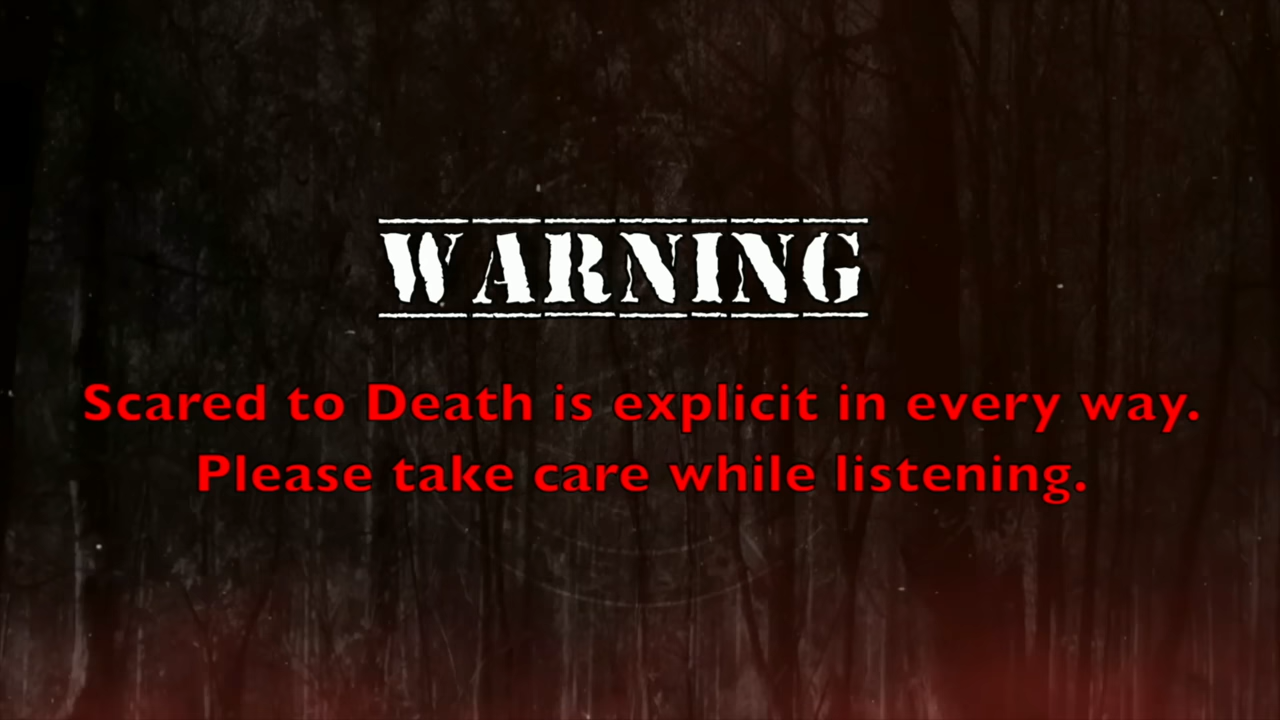 WARNING
Scared to Death is explicit in every way.
Please take care while listening.